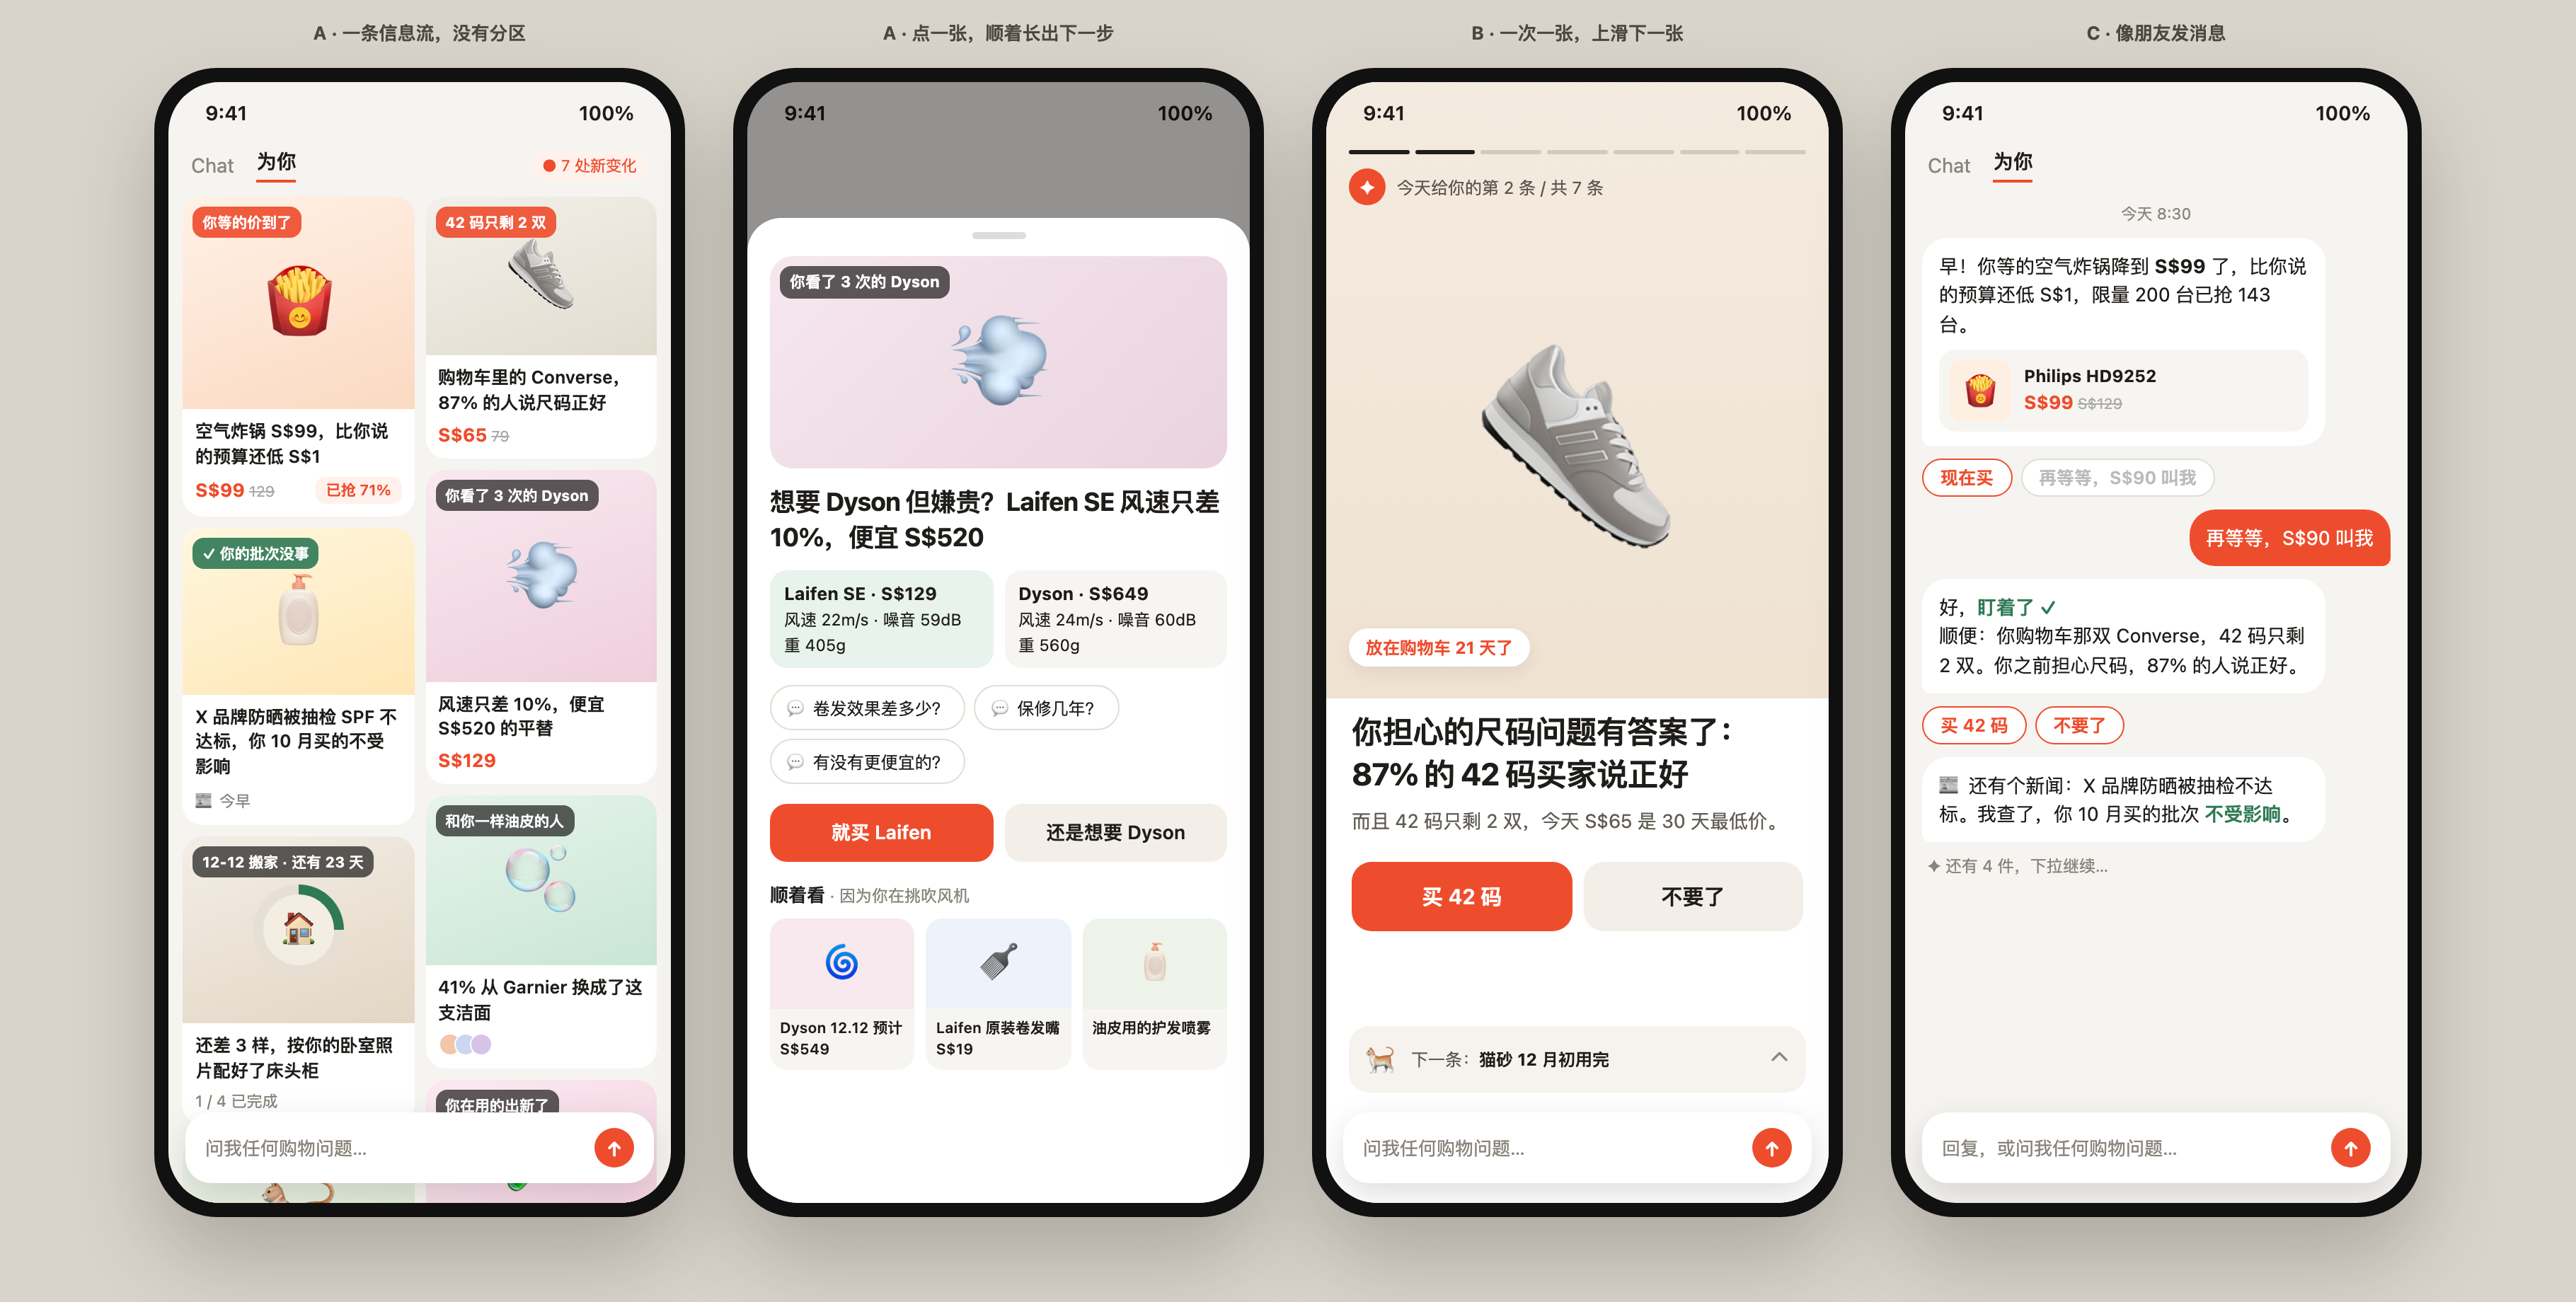 A · 一条信息流，没有分区
9:41
100%
Chat
为你
7 处新变化
你等的价到了
空气炸锅 S$99，比你说
的预算还低 S$1
S$99 129
已抢 71%
✓ 你的批次没事
X 品牌防晒被抽检 SPF 不
达标，你 10 月买的不受
影响
今早
12-12 搬家 · 还有 23 天
还差 3 样，按你的卧室照
片配好了床头柜
1 / 4 已完成
42 码只剩 2 双
购物车里的 Converse，
87% 的人说尺码正好
S$65 79
你看了 3 次的 Dyson
风速只差 10%，便宜
S$520 的平替
S$129
和你一样油皮的人
41% 从 Garnier 换成了这
支洁面
你在用的出新了
问我任何购物问题...
A · 点一张，顺着长出下一步
9:41
100%
你看了 3 次的 Dyson
想要 Dyson 但嫌贵？Laifen SE 风速只差
10%，便宜 S$520
Laifen SE · S$129
风速 22m/s · 噪音 59dB
重 405g
Dyson · S$649
风速 24m/s · 噪音 60dB
重 560g
卷发效果差多少？
保修几年？
有没有更便宜的？
就买 Laifen
还是想要 Dyson
顺着看 · 因为你在挑吹风机
Dyson 12.12 预计
S$549
Laifen 原装卷发嘴
S$19
油皮用的护发喷雾
B · 一次一张，上滑下一张
9:41
100%
今天给你的第 2 条 / 共 7 条
放在购物车 21 天了
你担心的尺码问题有答案了：
87% 的 42 码买家说正好
而且 42 码只剩 2 双，今天 S$65 是 30 天最低价。
买 42 码
不要了
下一条：猫砂 12 月初用完
问我任何购物问题...
C · 像朋友发消息
9:41
100%
Chat
为你
今天 8:30
早！你等的空气炸锅降到 S$99 了，比你说
的预算还低 S$1，限量 200 台已抢 143
台。
Philips HD9252
S$99 S$129
现在买
再等等，S$90 叫我
再等等，S$90 叫我
好，盯着了 ✓
顺便：你购物车那双 Converse，42 码只剩
2 双。你之前担心尺码，87% 的人说正好。
买 42 码
不要了
还有个新闻：X 品牌防晒被抽检不达
标。我查了，你 10 月买的批次 不受影响。
✦ 还有 4 件，下拉继续...
回复，或问我任何购物问题...